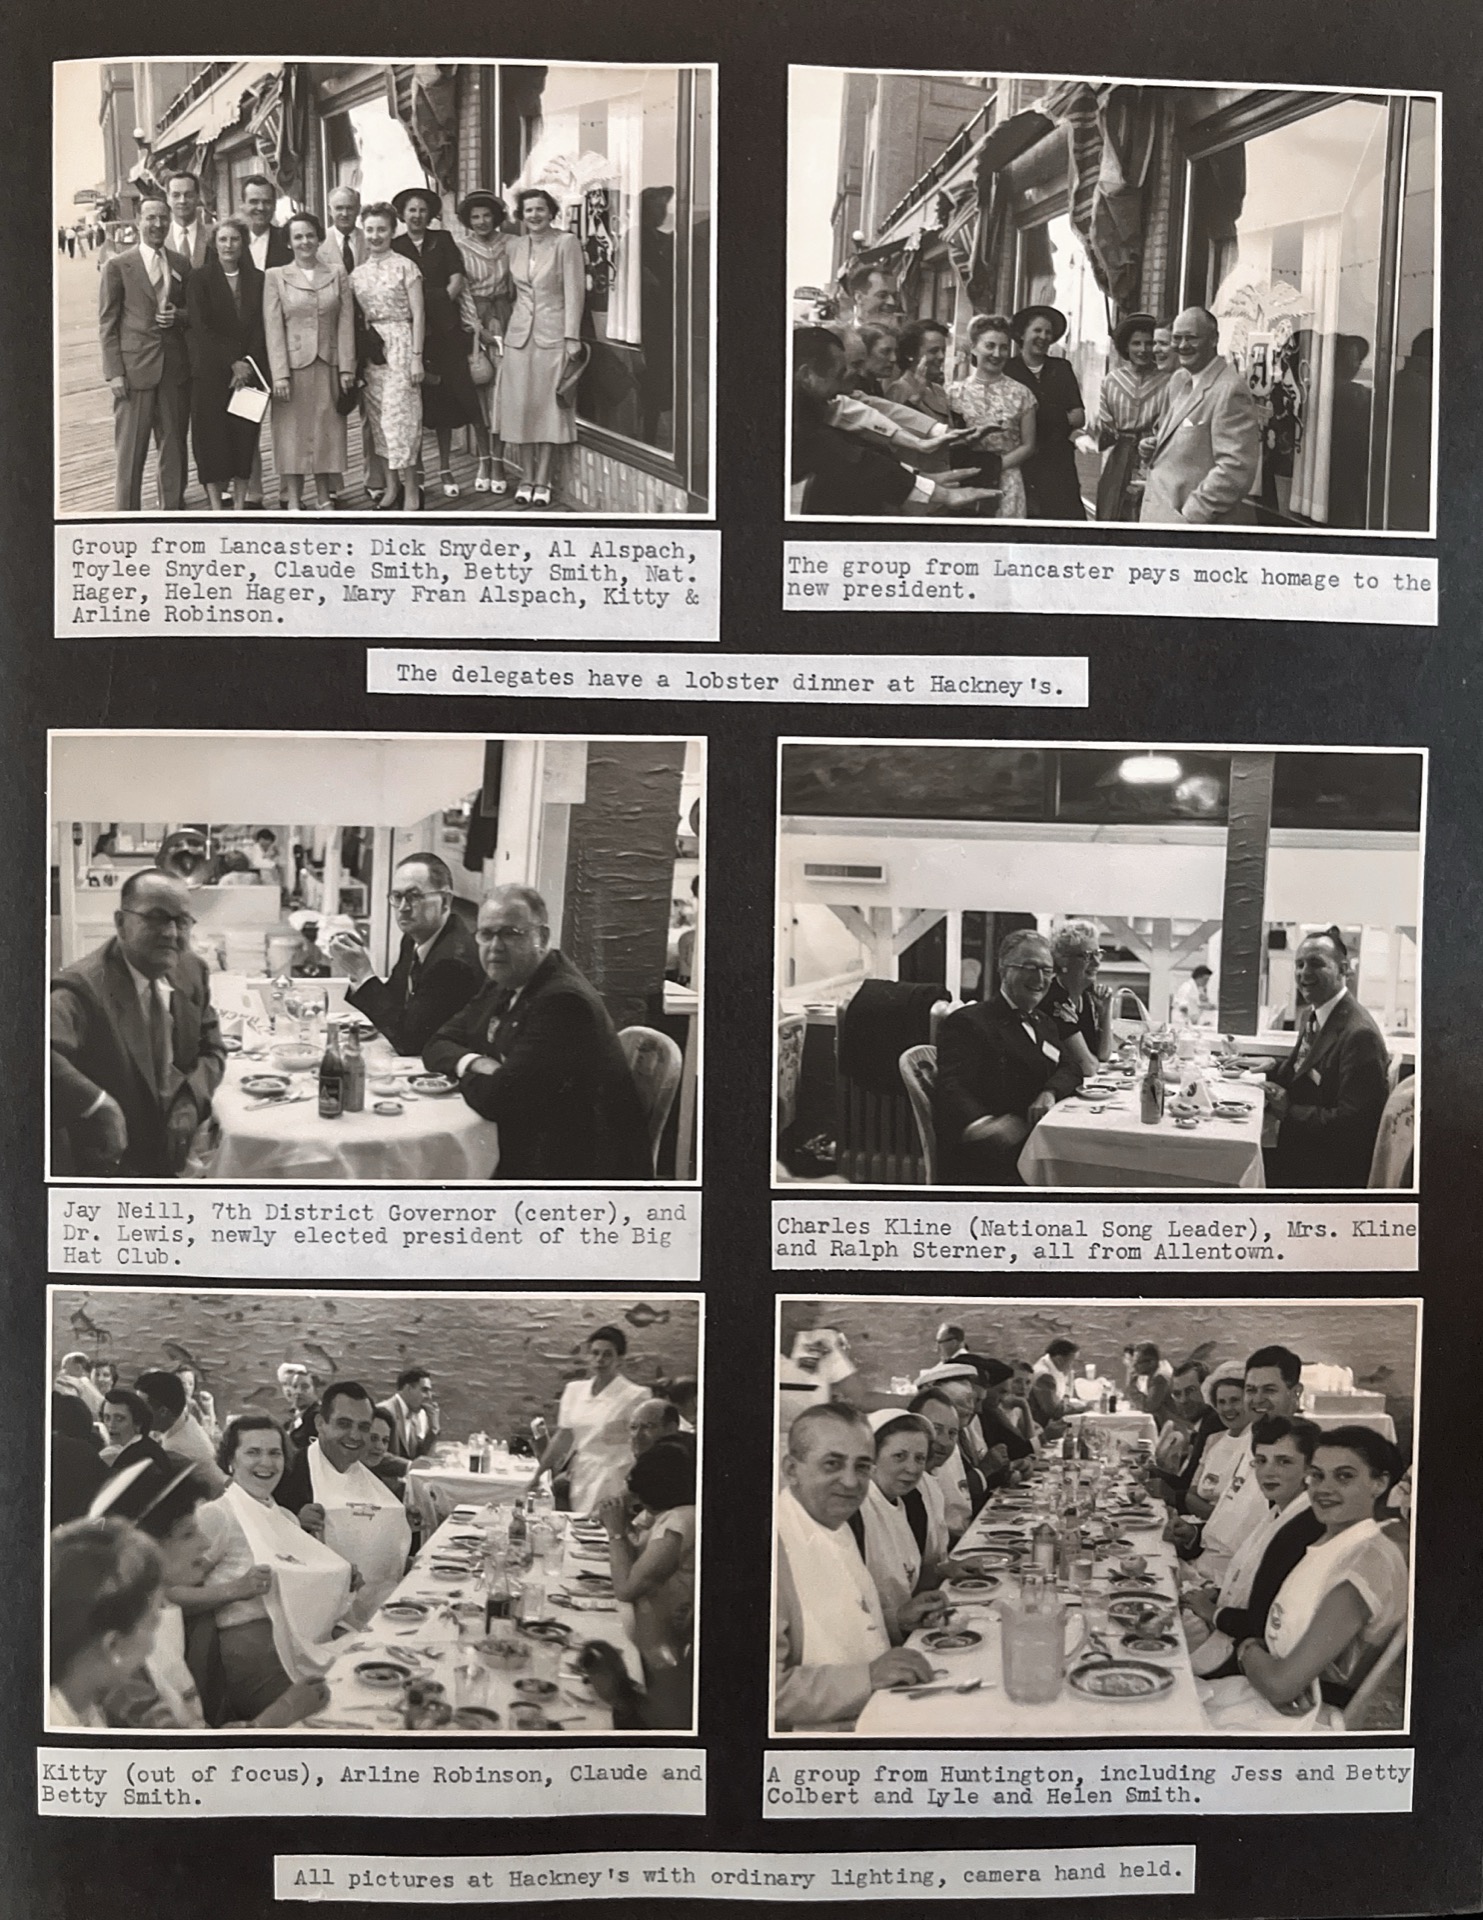 Group from Lancaster: Dick Snyder, Al Alspach,
Toylee Snyder, Claude Smith, Betty Smith, Nat.
Hager, Helen Hager, Mary Fran Alspach, Kitty &
Arline Robinson.
The group from Lancaster pays mock homage to the
new president.
The delegates have a lobster dinner at Hackney's.
Jay Neill, 7th District Governor (center), and
Dr. Lewis, newly elected president of the Big
Hat Club.
Charles Kline (National Song Leader), Mrs. Kline
and Ralph Sterner, all from Allentown.
Kitty (out of focus), Arline Robinson, Claude and
Betty Smith.
A group from Huntington, including Jess and Betty
Colbert and Lyle and Helen Smith.
All pictures at Hackney's with ordinary lighting, camera hand held.